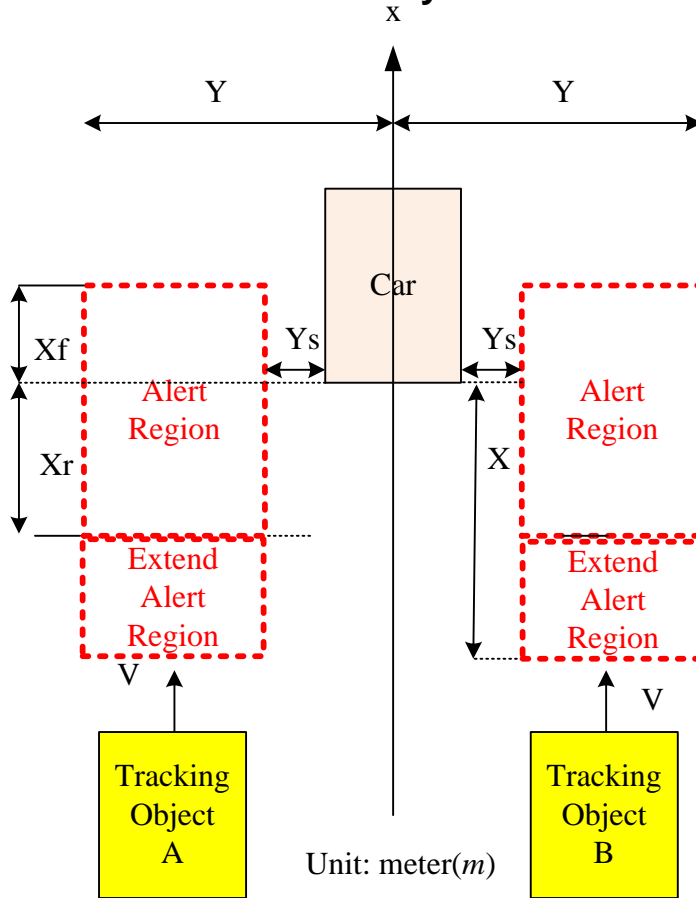 y
x
Y
Y
Car
Xf
Ys
Ys
Alert
Region
Alert
Region
Xr
X
Extend
Alert
Region
Extend
Alert
Region
V
V
Tracking
Object
A
Tracking
Object
B
Unit: meter(m)